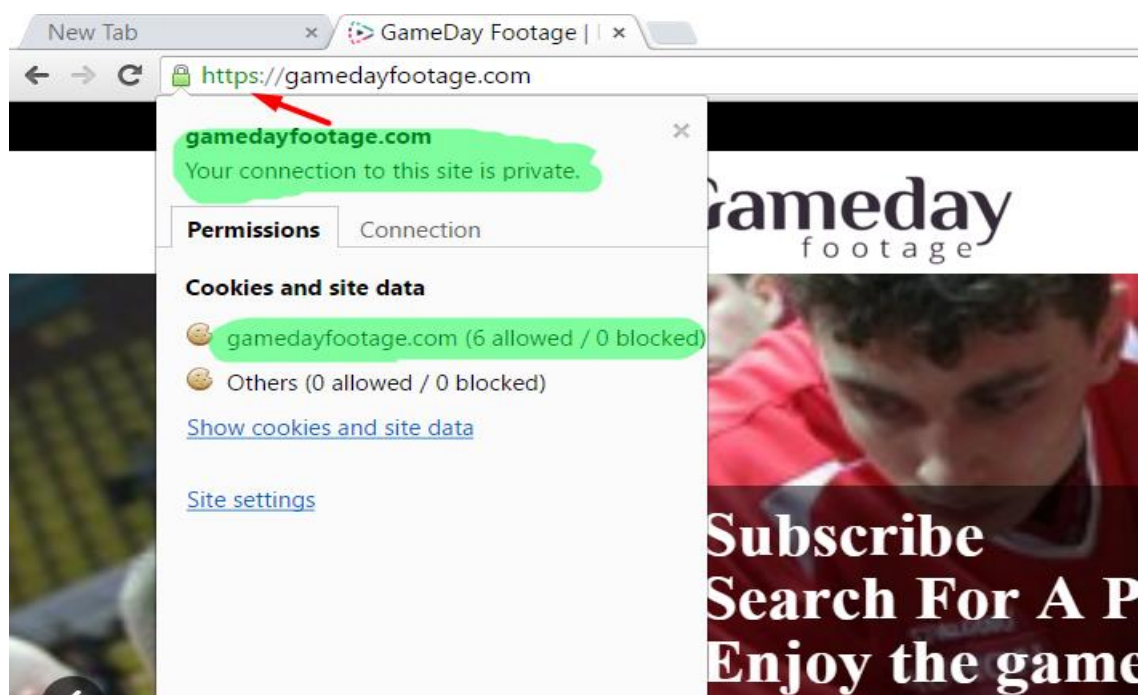 New Tab
GameDay Footage |
https://gamedayfootage.com
gamedayfootage.com
Your connection to this site is private.
Permissions Connection
Cookies and site data
gamedayfootage.com (6 allowed / 0 blocked)
Others (0 allowed / 0 blocked)
Show cookies and site data
Site settings
Gameday
footage
Subscribe
Search For A P
Enjoy the game